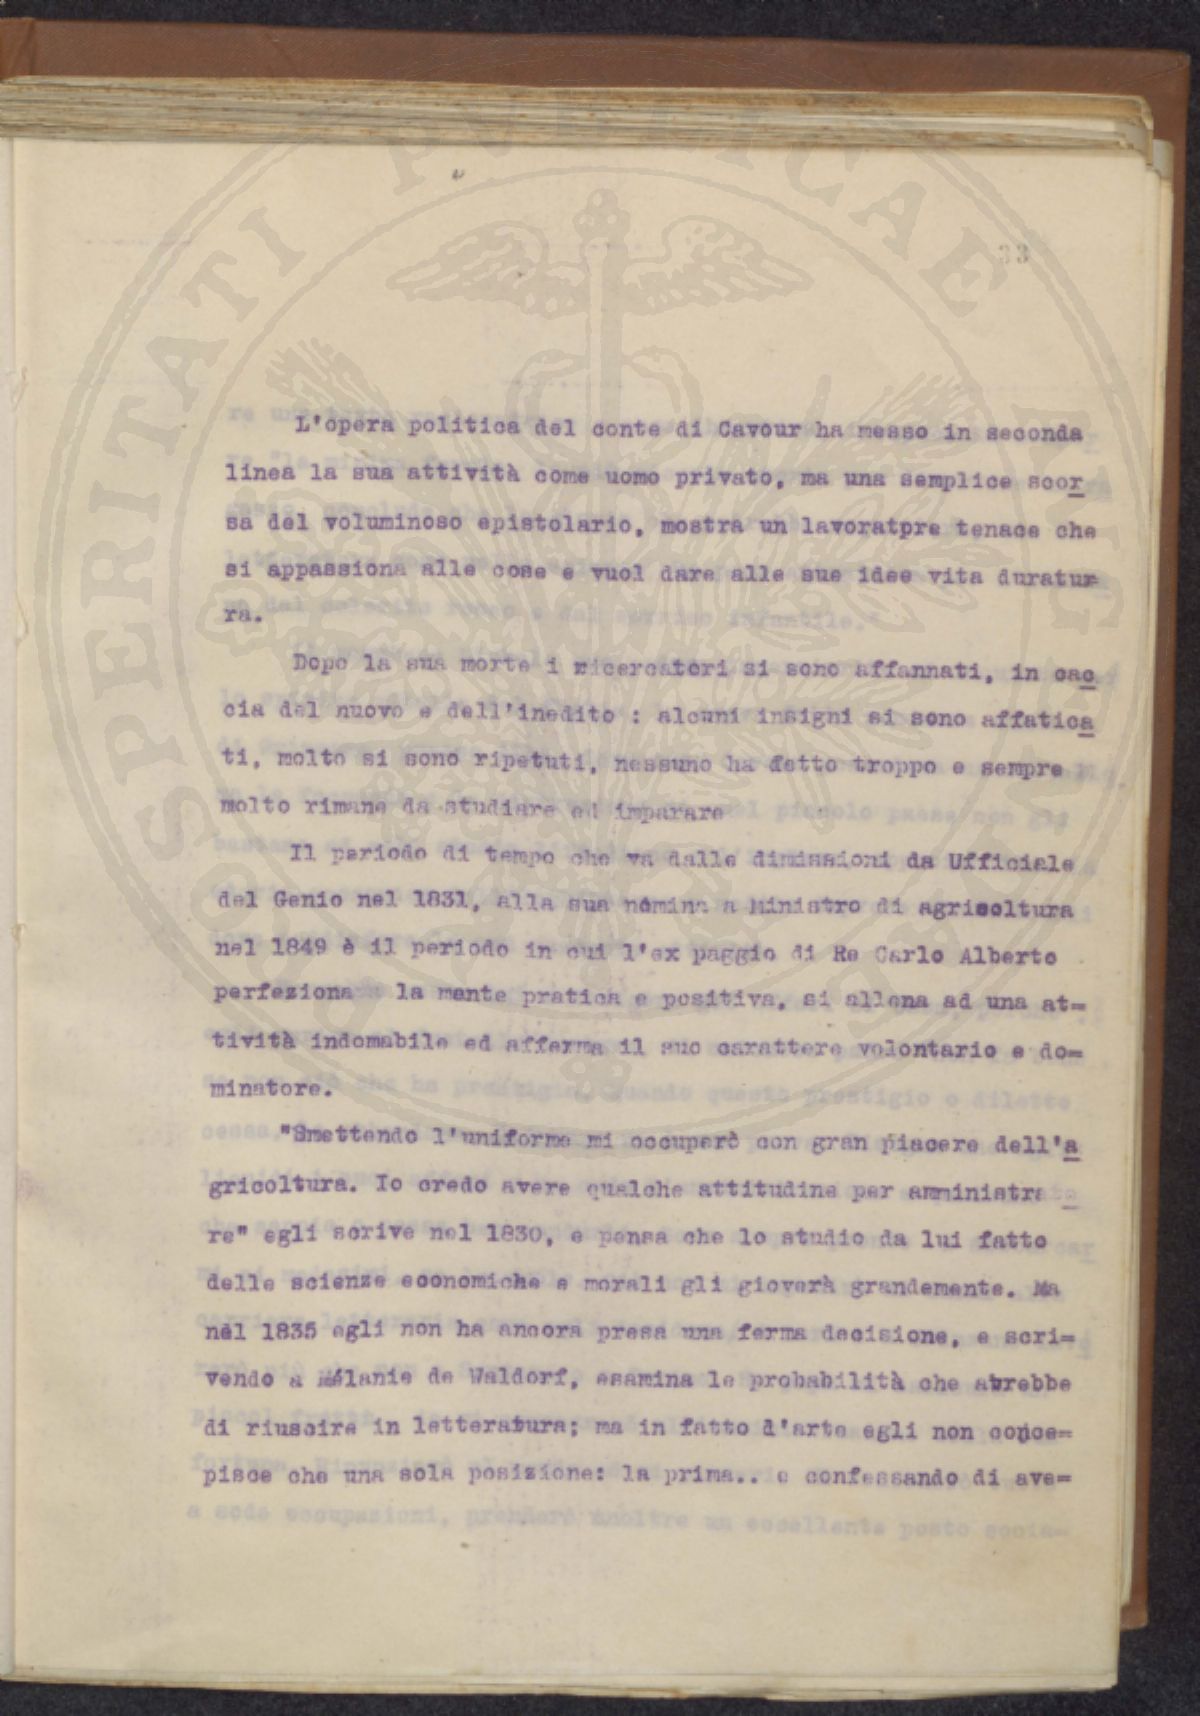 33
L'opera politica del conte di Cavour ha messo in seconda
linea la sua attività come uomo privato, ma una semplice scor
sa del voluminoso epistolario, mostra un lavoratpre tenace che
si appassiona alle cose e vuol dare alle sue idee vita duratur
ra.
Dopo la sua morte i ricercatori si sono affannati, in cac
cia del nuovo e dell'inedito : alcuni insigni si sono affatica
ti, molto si sono ripetuti, nessuno ha detto troppo e sempre
molto rimane da studiare ed imparare
Il periodo di tempo che va dalle dimissioni da Ufficiale
del Genio nel 1831, alla sua nomina a Ministro di agricoltura
nel 1849 è il periodo in cui l'ex paggio di Re Carlo Alberto
perfeziona la mente pratica e positiva, si allena ad una at=
tività indomabile ed afferma il suo carattere volontario e do=
minatore.
"Smettendo l'uniforme mi occuperò con gran piacere dell'a
gricoltura. Io credo avere qualche attitudine per amministra
re" egli scrive nel 1830, e pensa che lo studio da lui fatto
delle scienze economiche e morali gli gioverà grandemente. Ma
nel 1835 egli non ha ancora presa una ferma decisione, e scri=
vendo a Mélanie de Waldorf, esamina le probabilità che avrebbe
di riuscire in letteratura; ma in fatto d'arte egli non conce=
pisce che una sola posizione: la prima.. e confessando di ave=
SPERITATI PVBLICAE AVGE